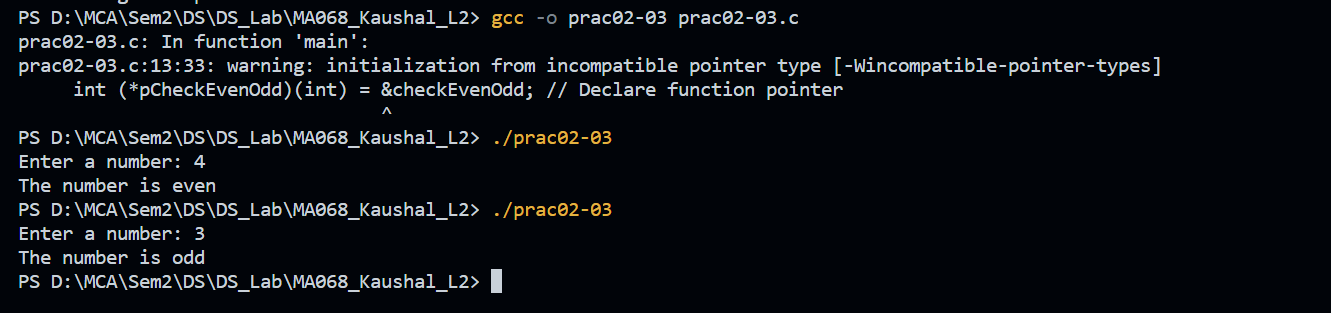 PS D:\MCA\Sem2\DS\DS_Lab\MA068_Kaushal_L2> gcc -o prac02-03 prac02-03.c
prac02-03.c: In function 'main':
prac02-03.c:13:33: warning: initialization from incompatible pointer type [-Wincompatible-pointer-types]
     int (*pCheckEvenOdd)(int) = &checkEvenOdd; // Declare function pointer
                                 ^
PS D:\MCA\Sem2\DS\DS_Lab\MA068_Kaushal_L2> ./prac02-03
Enter a number: 4
The number is even
PS D:\MCA\Sem2\DS\DS_Lab\MA068_Kaushal_L2> ./prac02-03
Enter a number: 3
The number is odd
PS D:\MCA\Sem2\DS\DS_Lab\MA068_Kaushal_L2>